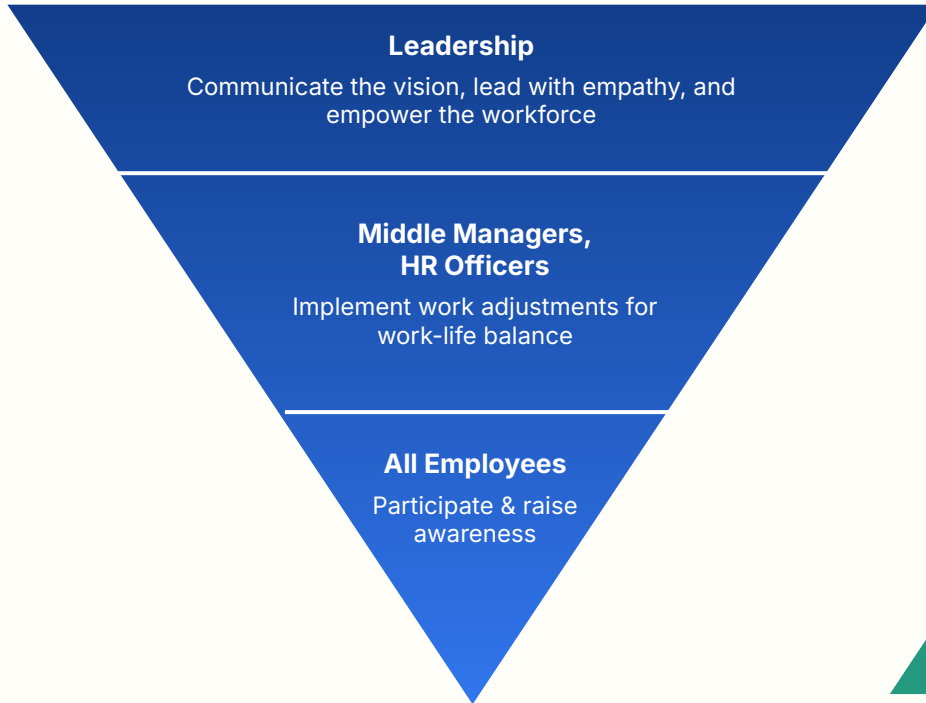 Leadership
Communicate the vision, lead with empathy, and
empower the workforce
Middle Managers,
HR Officers
Implement work adjustments for
work-life balance
All Employees
Participate & raise
awareness